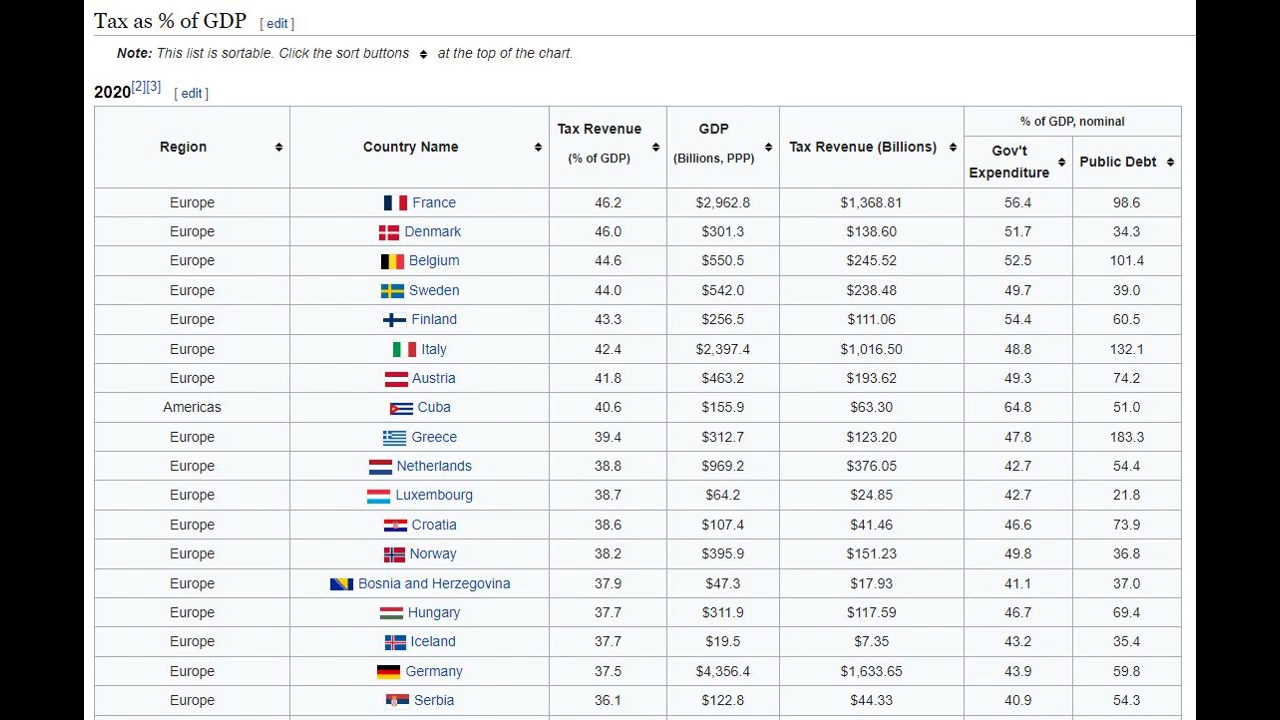 Tax as % of GDP [ edit ]
Note: This list is sortable. Click the sort buttons at the top of the chart.
2020[2][3] [ edit ]
Region Country Name Tax Revenue (% of GDP) GDP (Billions, PPP) Tax Revenue (Billions) % of GDP, nominal Gov't Expenditure Public Debt
Europe France 46.2 $2,962.8 $1,368.81 56.4 98.6
Europe Denmark 46.0 $301.3 $138.60 51.7 34.3
Europe Belgium 44.6 $550.5 $245.52 52.5 101.4
Europe Sweden 44.0 $542.0 $238.48 49.7 39.0
Europe Finland 43.3 $256.5 $111.06 54.4 60.5
Europe Italy 42.4 $2,397.4 $1,016.50 48.8 132.1
Europe Austria 41.8 $463.2 $193.62 49.3 74.2
Americas Cuba 40.6 $155.9 $63.30 64.8 51.0
Europe Greece 39.4 $312.7 $123.20 47.8 183.3
Europe Netherlands 38.8 $969.2 $376.05 42.7 54.4
Europe Luxembourg 38.7 $64.2 $24.85 42.7 21.8
Europe Croatia 38.6 $107.4 $41.46 46.6 73.9
Europe Norway 38.2 $395.9 $151.23 49.8 36.8
Europe Bosnia and Herzegovina 37.9 $47.3 $17.93 41.1 37.0
Europe Hungary 37.7 $311.9 $117.59 46.7 69.4
Europe Iceland 37.7 $19.5 $7.35 43.2 35.4
Europe Germany 37.5 $4,356.4 $1,633.65 43.9 59.8
Europe Serbia 36.1 $122.8 $44.33 40.9 54.3